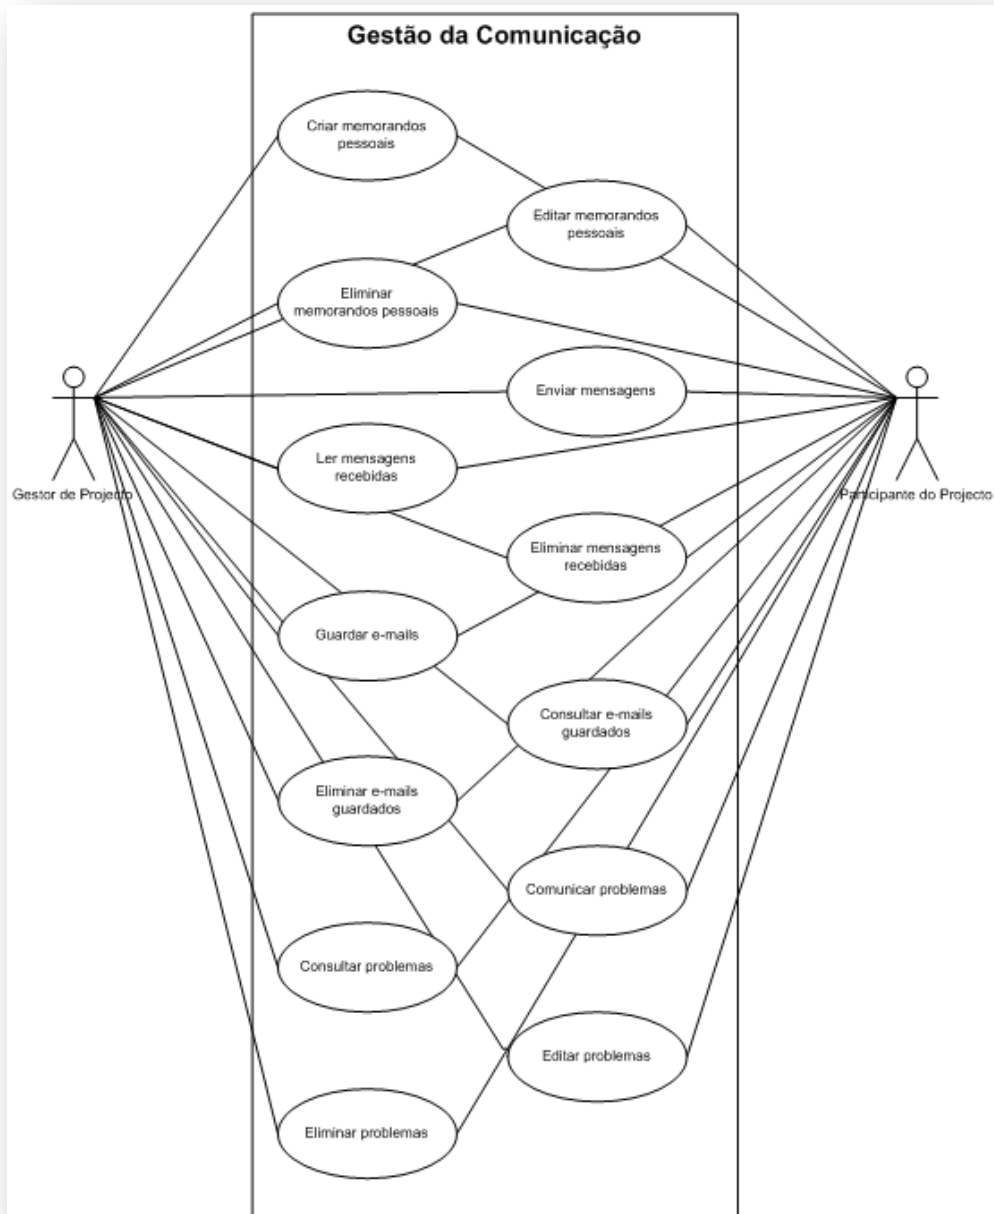 Gestão da Comunicação
Criar memorandos
pessoais
Editar memorandos
pessoais
Eliminar
memorandos pessoais
Enviar mensagens
Ler mensagens
recebidas
Gestor de Projecto
Participante do Projecto
Eliminar mensagens
recebidas
Guardar e-mails
Consultar e-mails
guardados
Eliminar e-mails
guardados
Comunicar problemas
Consultar problemas
Editar problemas
Eliminar problemas